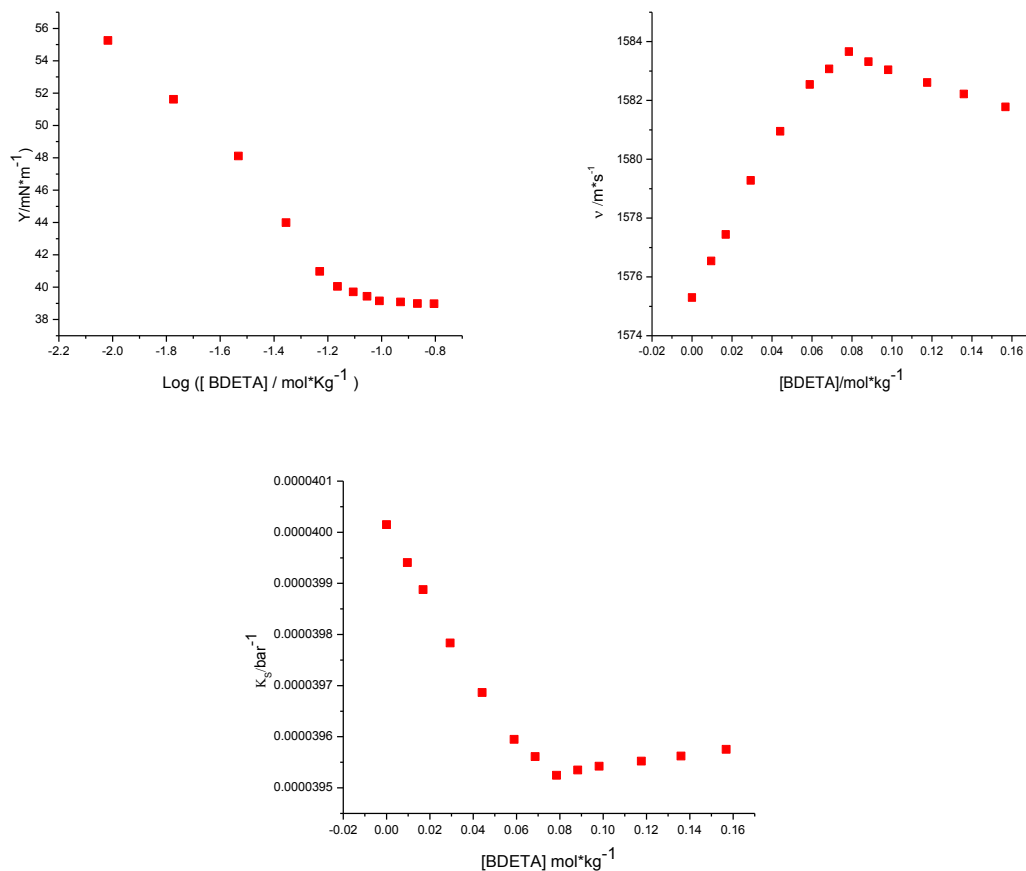 56
54
52
50
48
46
44
42
40
38
Υ/mN*m⁻¹
-2.2 -2.0 -1.8 -1.6 -1.4 -1.2 -1.0 -0.8 -0.6
Log ([ BDETA] / mol*Kg⁻¹ )
1584
1582
1580
1578
1576
1574
ν /m*s⁻¹
-0.02 0.00 0.02 0.04 0.06 0.08 0.10 0.12 0.14 0.16
[BDETA]/mol*kg⁻¹
0.0000401
0.0000400
0.0000399
0.0000398
0.0000397
0.0000396
0.0000395
Κₛ/bar⁻¹
-0.02 0.00 0.02 0.04 0.06 0.08 0.10 0.12 0.14 0.16
[BDETA] mol*kg⁻¹